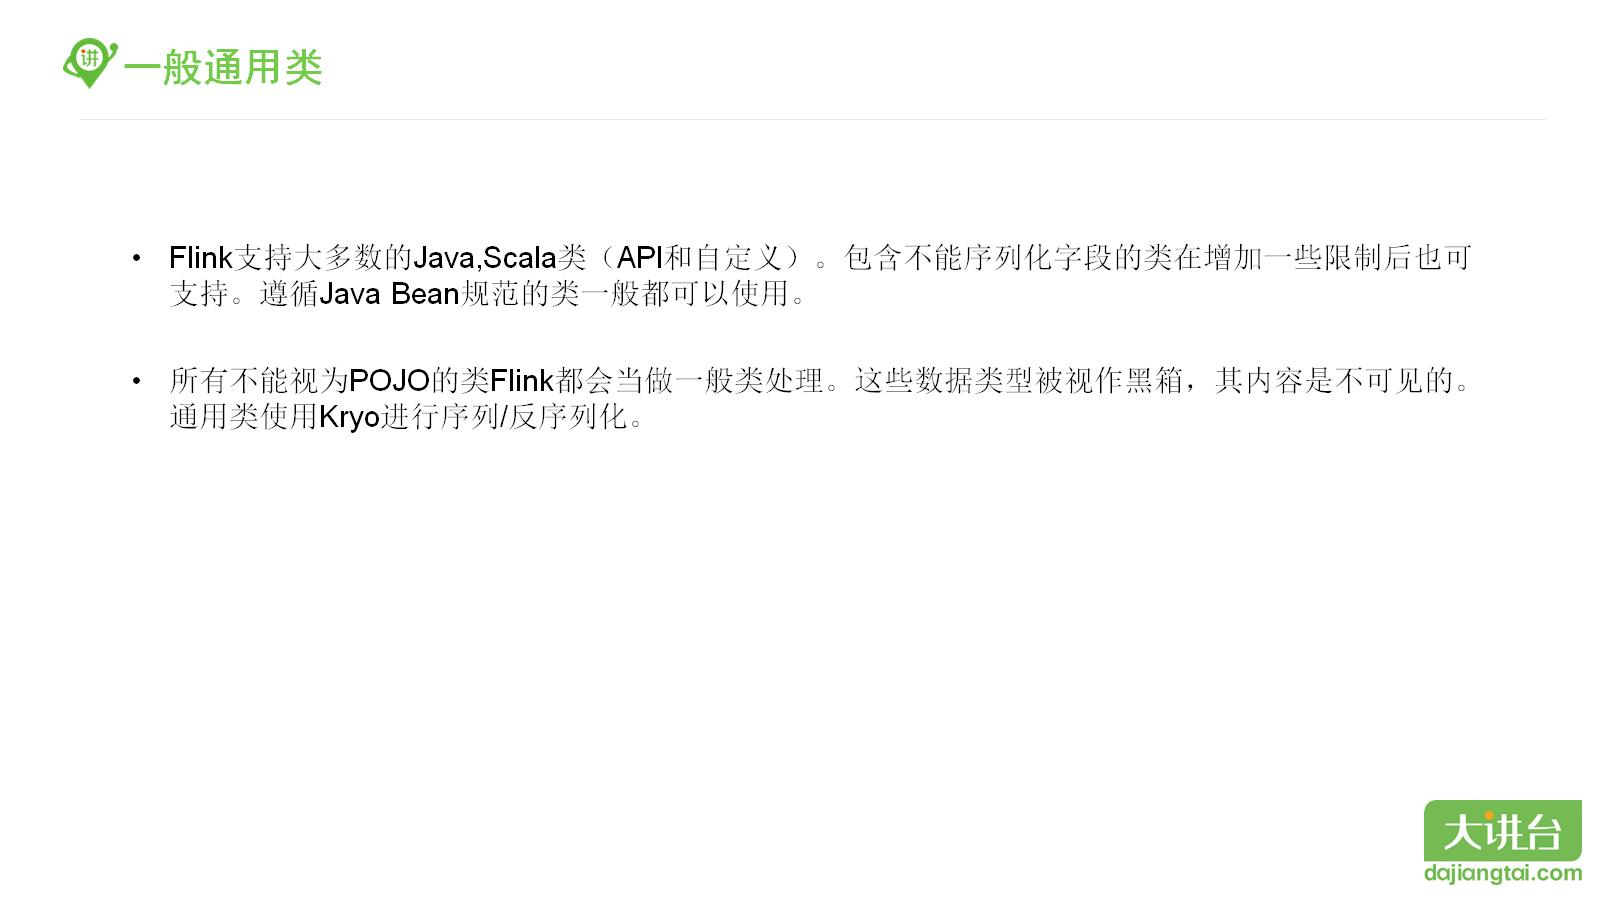 讲
一般通用类
• Flink支持大多数的Java,Scala类（API和自定义）。包含不能序列化字段的类在增加一些限制后也可
支持。遵循Java Bean规范的类一般都可以使用。
• 所有不能视为POJO的类Flink都会当做一般类处理。这些数据类型被视作黑箱，其内容是不可见的。
通用类使用Kryo进行序列/反序列化。
大讲台
dajiangtai.com